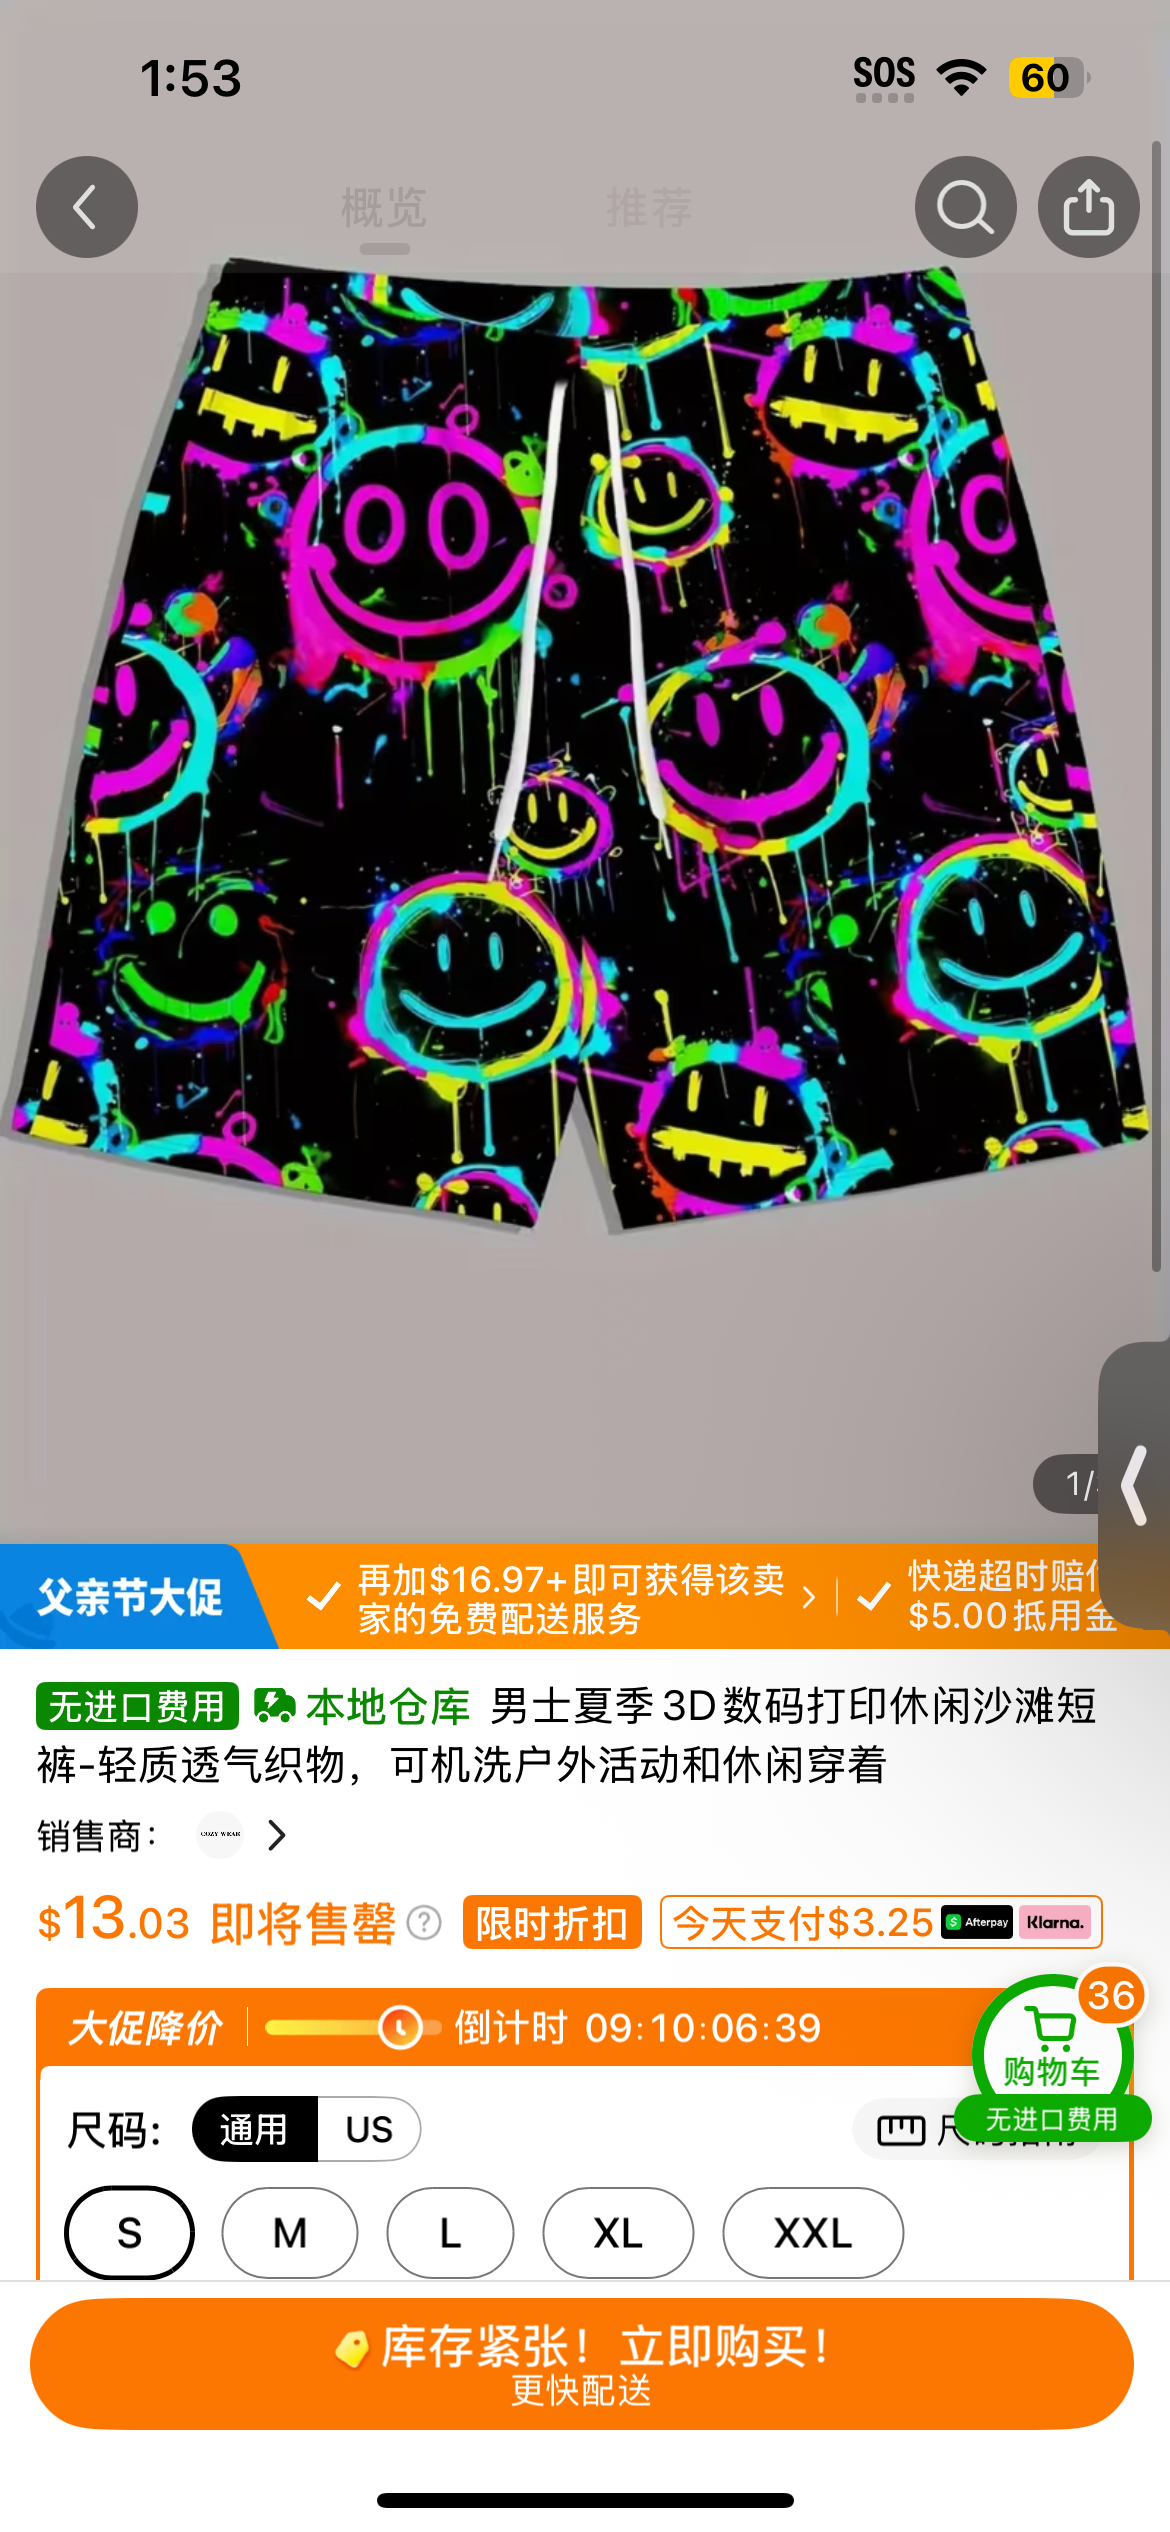 1:53
SOS
60
概览
推荐
1/
父亲节大促
再加$16.97+即可获得该卖
家的免费配送服务
快递超时赔
$5.00抵用金
无进口费用 本地仓库 男士夏季3D数码打印休闲沙滩短
裤-轻质透气织物，可机洗户外活动和休闲穿着
销售商：
COZY WEAR
$13.03 即将售罄 ? 限时折扣 今天支付$3.25 Afterpay Klarna.
大促降价 倒计时 09:10:06:39
36
购物车
无进口费用
尺码: 通用 US
S M L XL XXL
库存紧张！立即购买！
更快配送